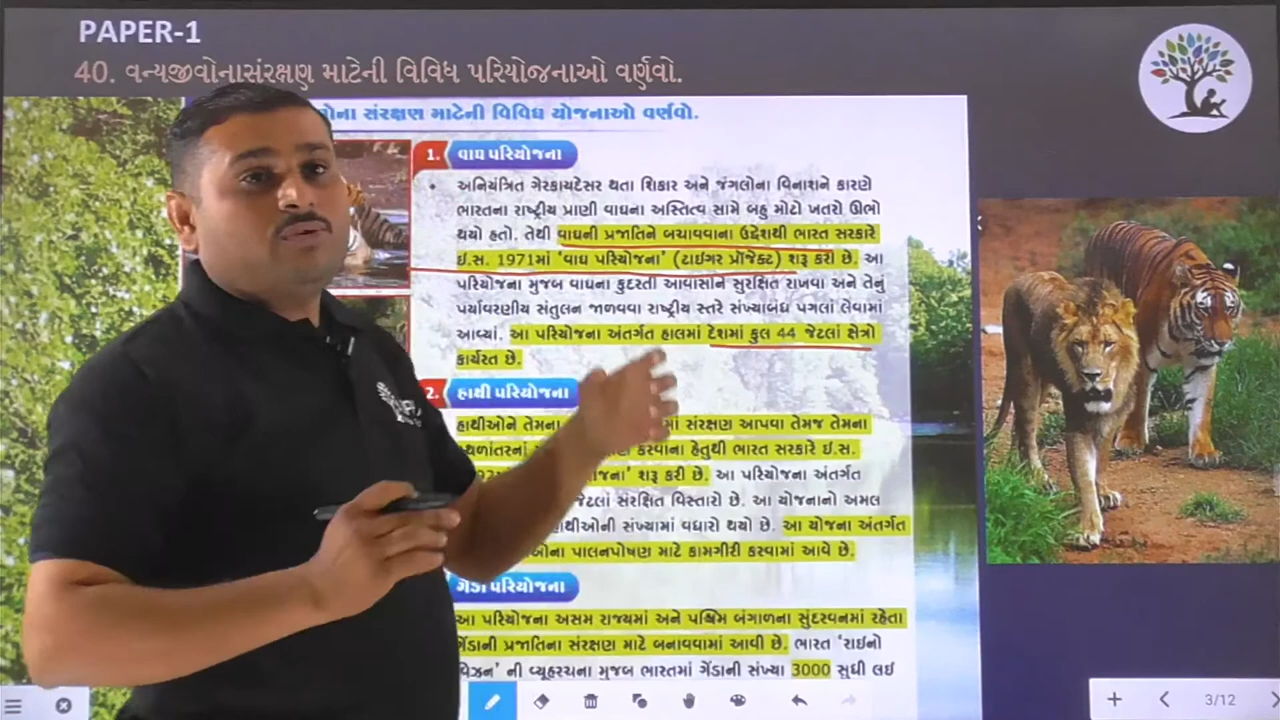 PAPER-1
40. વન્યજીવોનાસંરક્ષણ માટેની વિવિધ પરિયોજનાઓ વર્ણવો.
સંરક્ષણ માટેની વિવિધ યોજનાઓ વર્ણવો.
1. વાઘ પરિયોજના
• અનિયંત્રિત ગેરકાયદેસર થતા શિકાર અને જંગલોના વિનાશને કારણે
ભારતના રાષ્ટ્રીય પ્રાણી વાઘના અસ્તિત્વ સામે બહુ મોટો ખતરો ઊભો
થયો હતો. તેથી વાઘની પ્રજાતિને બચાવવાના ઉદ્દેશથી ભારત સરકારે
ઈ.સ. 1971માં 'વાઘ પરિયોજના' (ટાઈગર પ્રૉજેક્ટ) શરૂ કરી છે. આ
પરિયોજના મુજબ વાઘના કુદરતી આવાસોને સુરક્ષિત રાખવા અને તેનું
પર્યાવરણીય સંતુલન જાળવવા રાષ્ટ્રીય સ્તરે સંખ્યાબંધ પગલાં લેવામાં
આવ્યાં. આ પરિયોજના અંતર્ગત હાલમાં દેશમાં કુલ 44 જેટલાં ક્ષેત્રો
કાર્યરત છે.
2. હાથી પરિયોજના
હાથીઓને તેમના સંરક્ષણ આપવા તેમજ તેમના
કરવાના હેતુથી ભારત સરકારે ઈ.સ.
શરૂ કરી છે. આ પરિયોજના અંતર્ગત
જેટલાં સંરક્ષિત વિસ્તારો છે. આ યોજનાનો અમલ
સંખ્યામાં વધારો થયો છે. આ યોજના અંતર્ગત
પાલનપોષણ માટે કામગીરી કરવામાં આવે છે.
ગેંડા પરિયોજના
આ પરિયોજના અસમ રાજ્યમાં અને પશ્ચિમ બંગાળના સુંદરવનમાં રહેતા
ગેંડાની પ્રજાતિના સંરક્ષણ માટે બનાવવામાં આવી છે. ભારત 'રાઈનો
વિઝન' ની વ્યૂહરચના મુજબ ભારતમાં ગેંડાની સંખ્યા 3000 સુધી લઈ
3/12